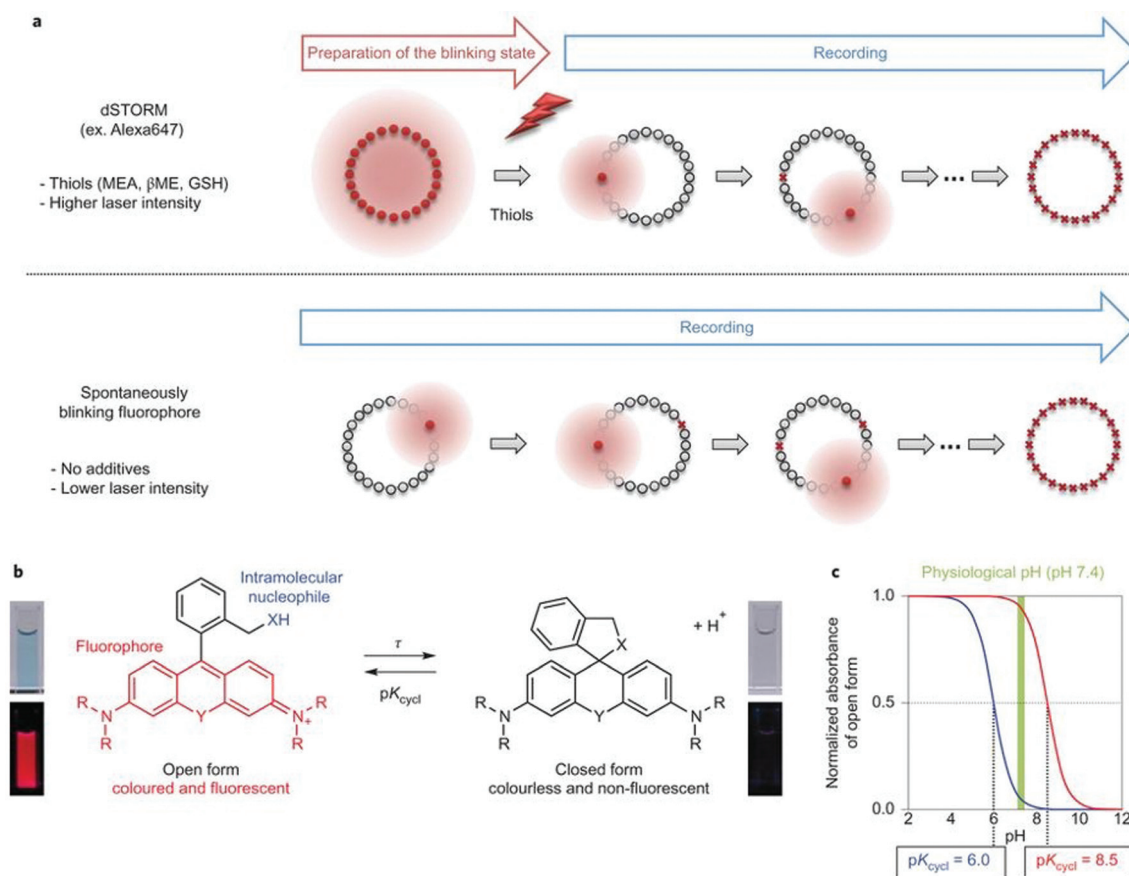 a
Preparation of the blinking state
Recording
dSTORM
(ex. Alexa647)
- Thiols (MEA, βME, GSH)
- Higher laser intensity
Thiols
...
Recording
Spontaneously
blinking fluorophore
- No additives
- Lower laser intensity
...
b
Intramolecular
nucleophile
XH
Fluorophore
R
N
R
Y
N+
R
R
Open form
coloured and fluorescent
τ
pKcycl
X
+ H+
R
N
R
Y
N
R
R
Closed form
colourless and non-fluorescent
c
Physiological pH (pH 7.4)
Normalized absorbance
of open form
1.0
0.5
0.0
2 4 6 8 10 12
pH
pKcycl = 6.0
pKcycl = 8.5